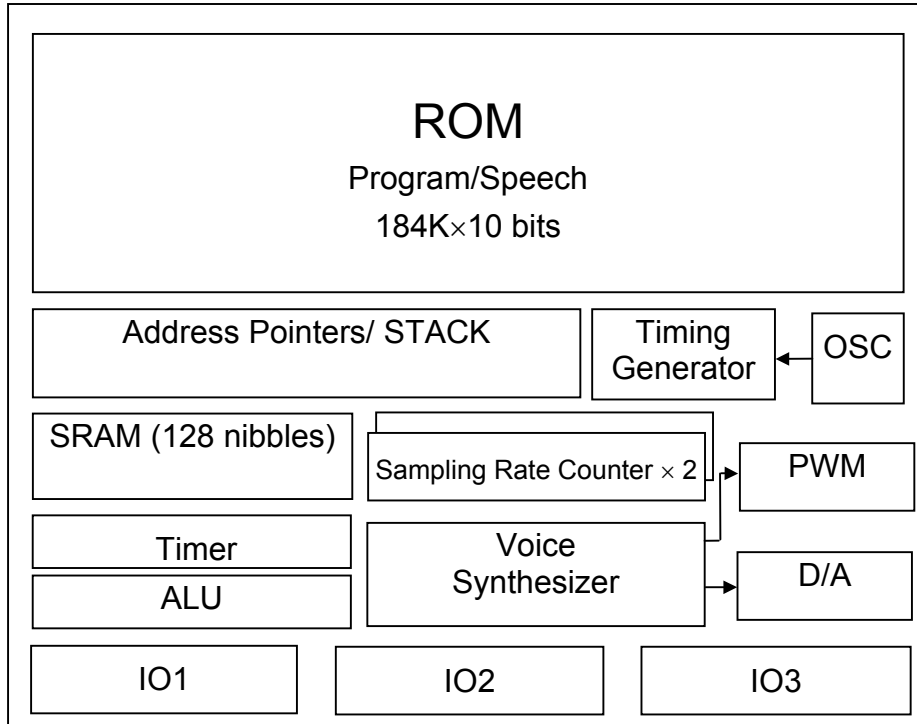 ROM
Program/Speech
184K×10 bits
Address Pointers/ STACK
Timing
Generator
OSC
SRAM (128 nibbles)
Sampling Rate Counter × 2
PWM
Timer
Voice
Synthesizer
D/A
ALU
IO1
IO2
IO3